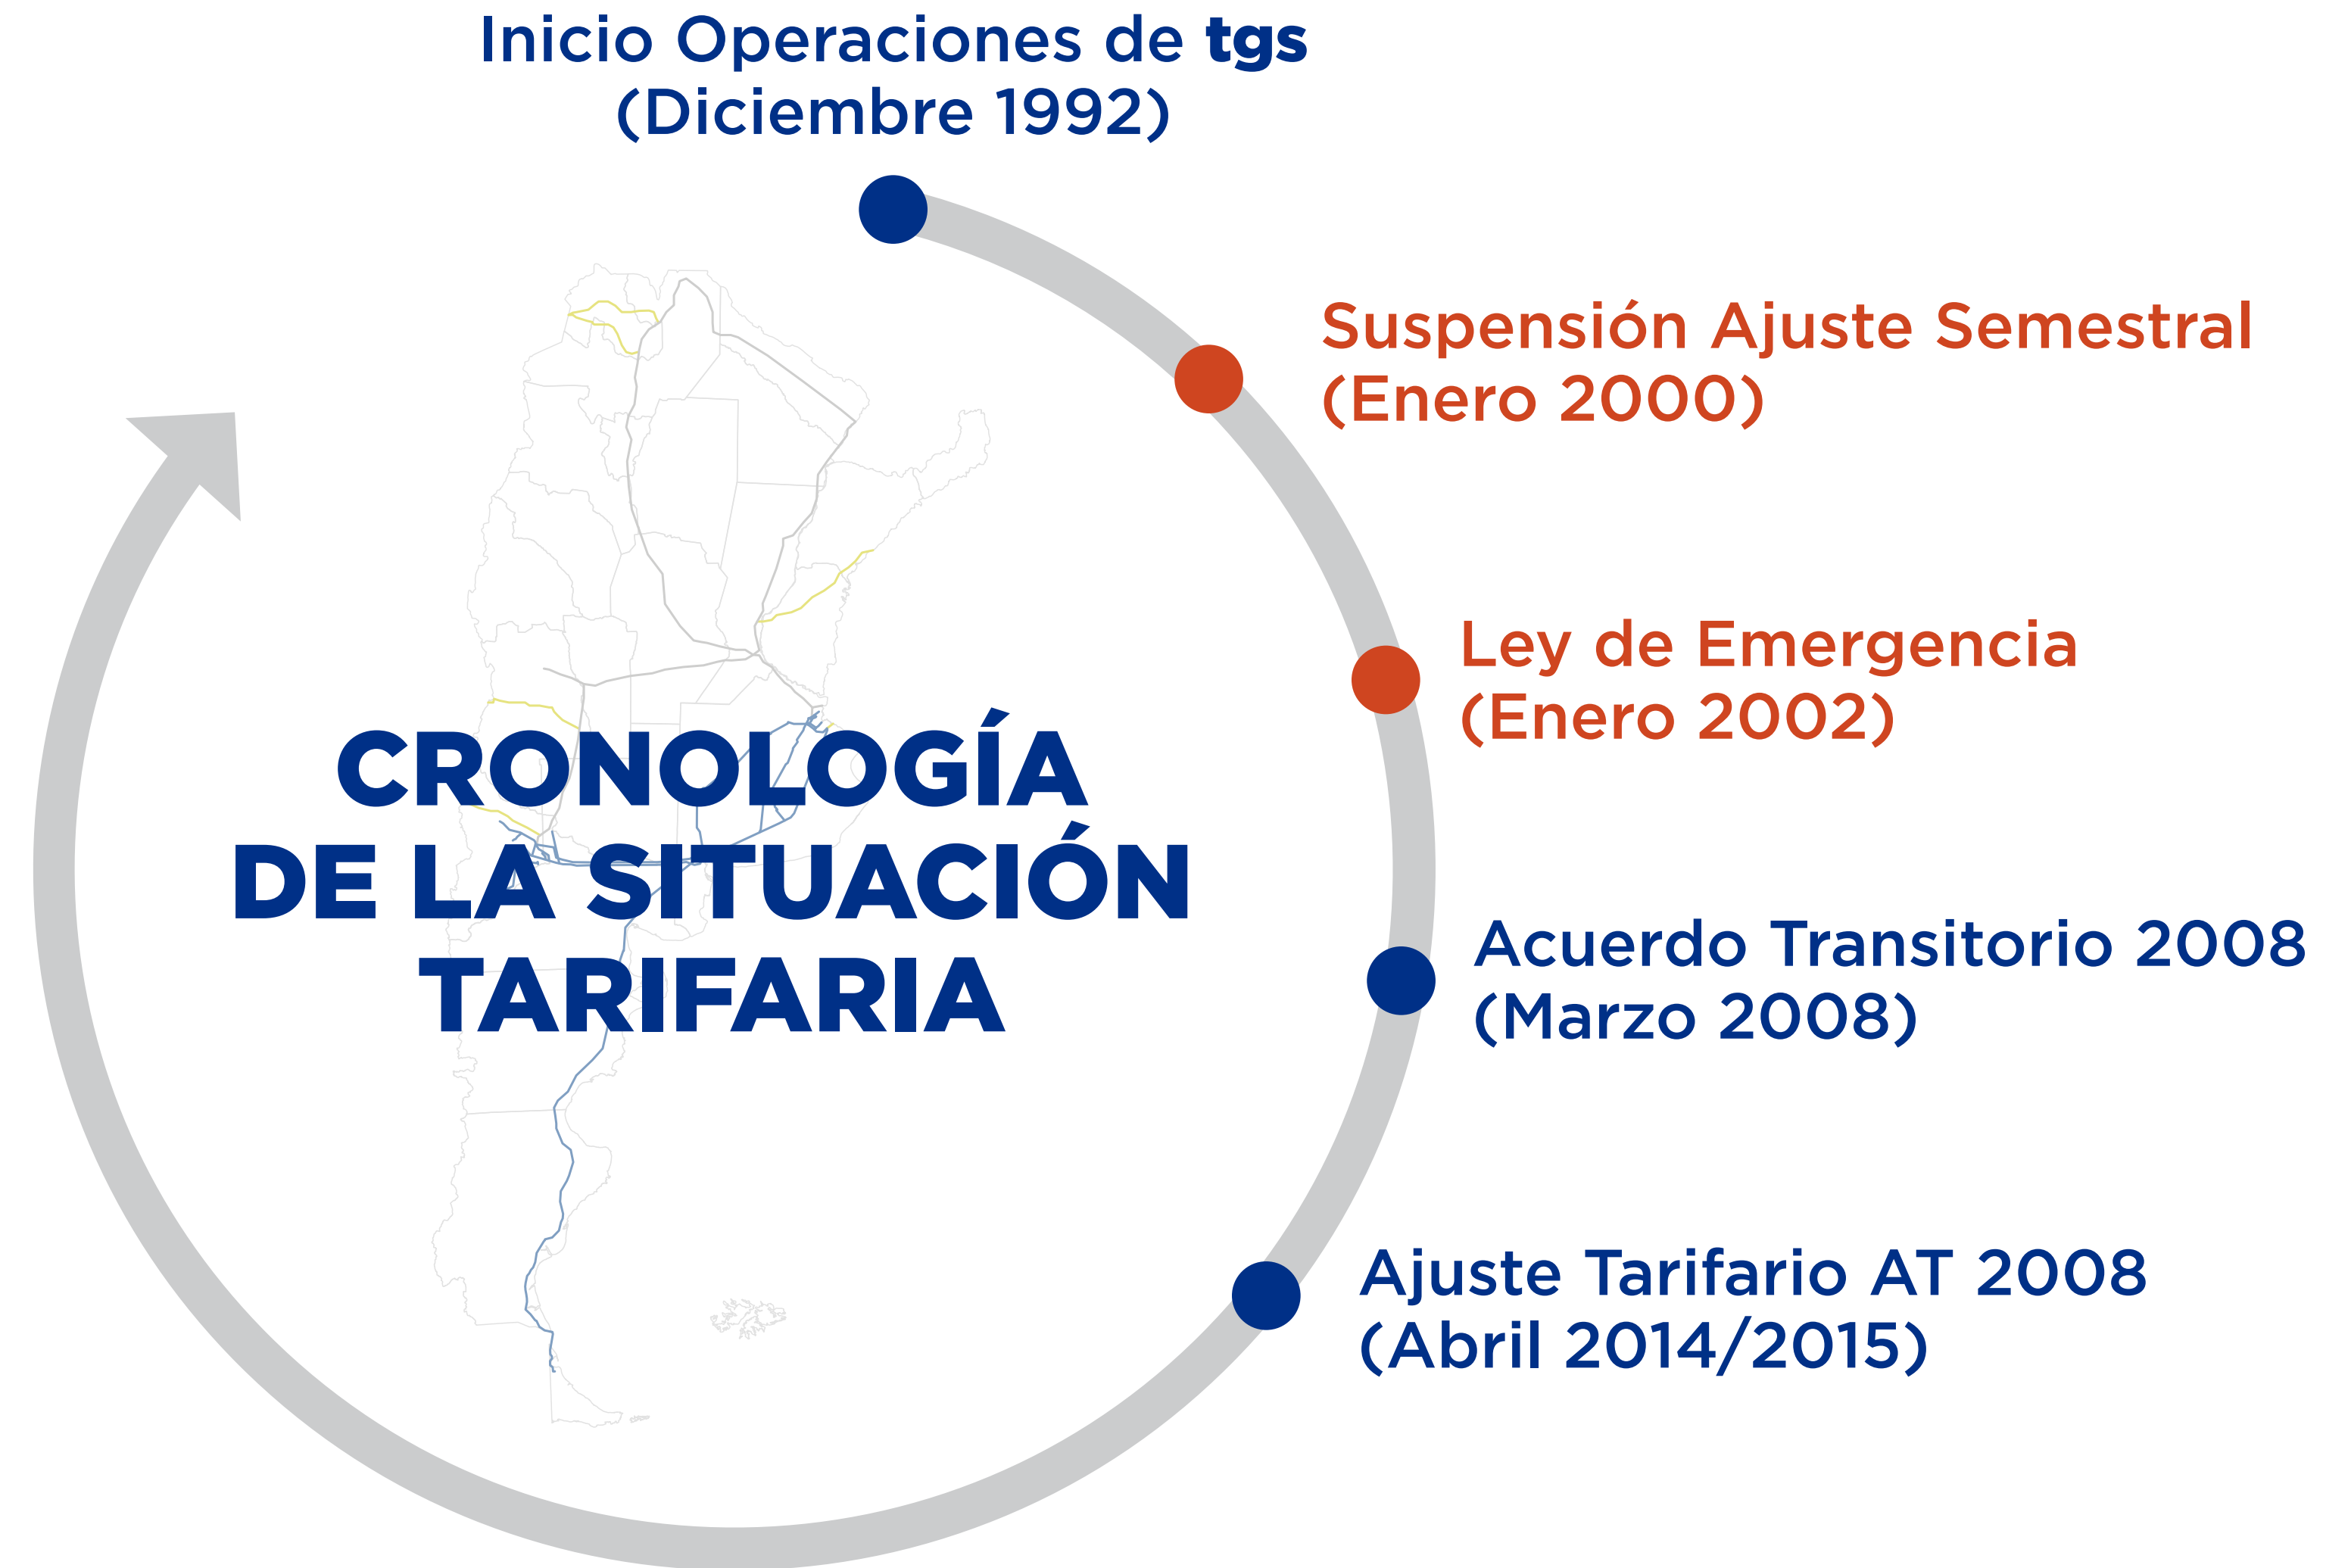 Inicio Operaciones de tgs
(Diciembre 1992)
Suspensión Ajuste Semestral
(Enero 2000)
Ley de Emergencia
(Enero 2002)
CRONOLOGÍA
DE LA SITUACIÓN
TARIFARIA
Acuerdo Transitorio 2008
(Marzo 2008)
Ajuste Tarifario AT 2008
(Abril 2014/2015)